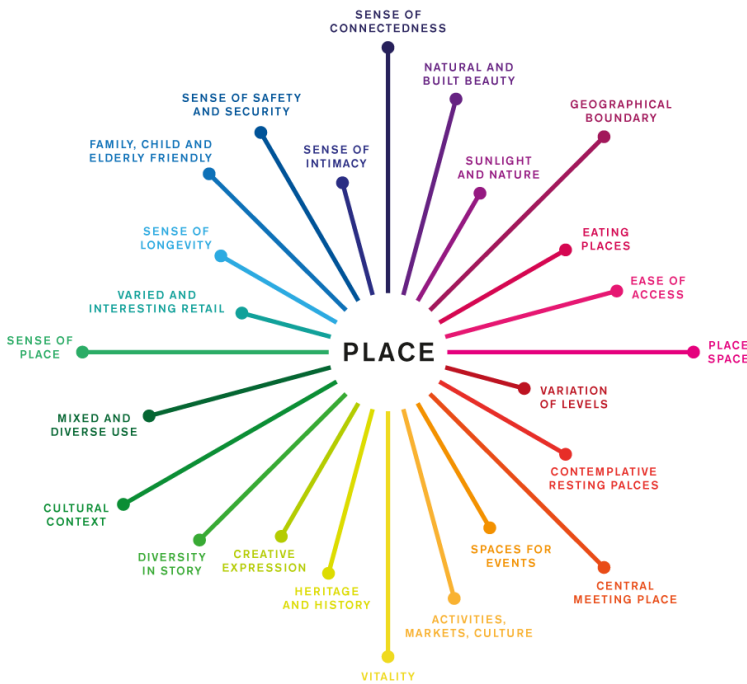 SENSE OF
CONNECTEDNESS
NATURAL AND
BUILT BEAUTY
GEOGRAPHICAL
BOUNDARY
SUNLIGHT
AND NATURE
EATING
PLACES
EASE OF
ACCESS
PLACE
SPACE
VARIATION
OF LEVELS
CONTEMPLATIVE
RESTING PALCES
CENTRAL
MEETING PLACE
SPACES FOR
EVENTS
ACTIVITIES,
MARKETS, CULTURE
VITALITY
HERITAGE
AND HISTORY
CREATIVE
EXPRESSION
DIVERSITY
IN STORY
CULTURAL
CONTEXT
MIXED AND
DIVERSE USE
SENSE OF
PLACE
VARIED AND
INTERESTING RETAIL
SENSE OF
LONGEVITY
FAMILY, CHILD AND
ELDERLY FRIENDLY
SENSE OF SAFETY
AND SECURITY
SENSE OF
INTIMACY
PLACE